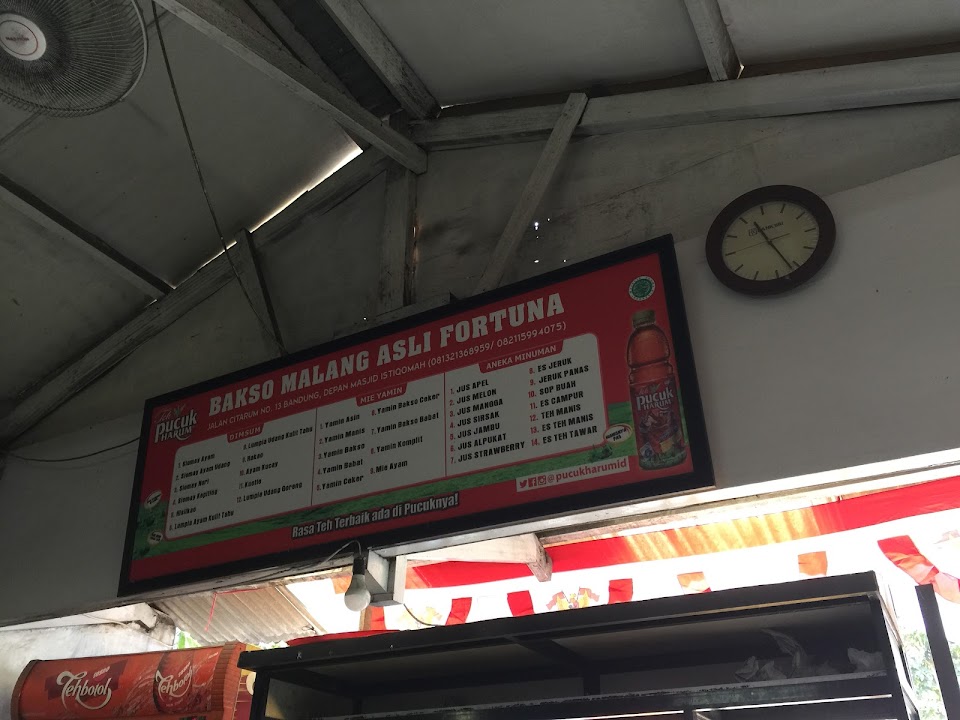 BAKSO MALANG ASLI FORTUNA
JALAN CITARUM NO. 13 BANDUNG, DEPAN MASJID ISTIQOMAH (081321368959/ 082115994075)
Pucuk
HARUM
DIMSUM
1. Siomay Ayam
2. Siomay Ayam Udang
3. Siomay Nori
4. Siomay Kepiting
5.
6. Lumpia Ayam Kulit Tahu
8. Lumpia Udang Kulit Tahu
9. Bakso
10. Ayam
11. Kuotie
12. Lumpia Udang Goreng
MIE YAMIN
1. Yamin Asin
2. Yamin Manis
3. Yamin Bakso
4. Yamin Babat
5. Yamin Ceker
6. Yamin Bakso Ceker
7. Yamin Bakso Babat
8. Yamin Komplit
9. Mie Ayam
ANEKA MINUMAN
1. JUS APEL
2. JUS MELON
3. JUS MANGGA
4. JUS SIRSAK
5. JUS JAMBU
6. JUS ALPUKAT
7. JUS STRAWBERRY
8. ES JERUK
9. JERUK PANAS
10. SOP BUAH
11. ES CAMPUR
12. TEH MANIS
13. ES TEH MANIS
14. ES TEH TAWAR
Pucuk
HARUM
@pucukharumid
Rasa Teh Terbaik ada di Pucuknya!
Tehbotol
Tehbotol